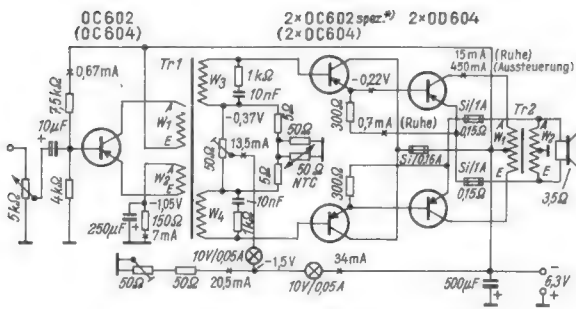 OC602
(OC604)
2×OC602 spez.*)
(2×OC604)
2×OD604
0,67mA
7,5kΩ
10µF
5kΩ
4kΩ
A
W1
E
A
W2
E
-1,05V
150Ω
7mA
250µF
Tr1
W3
1kΩ
10nF
-0,37V
50Ω
13,5mA
5Ω
50Ω
50Ω
NTC
5Ω
W4
10nF
1kΩ
-0,22V
300Ω
0,7mA (Ruhe)
300Ω
15mA (Ruhe)
450mA (Aussteuerung)
Si/1A
0,15Ω
Si/0,16A
Si/1A
0,15Ω
Tr2
A
W1
E
A
W2
E
3,5Ω
50Ω
50Ω
20,5mA
10V/0,05A
-1,5V
10V/0,05A
34mA
500µF
6,3V